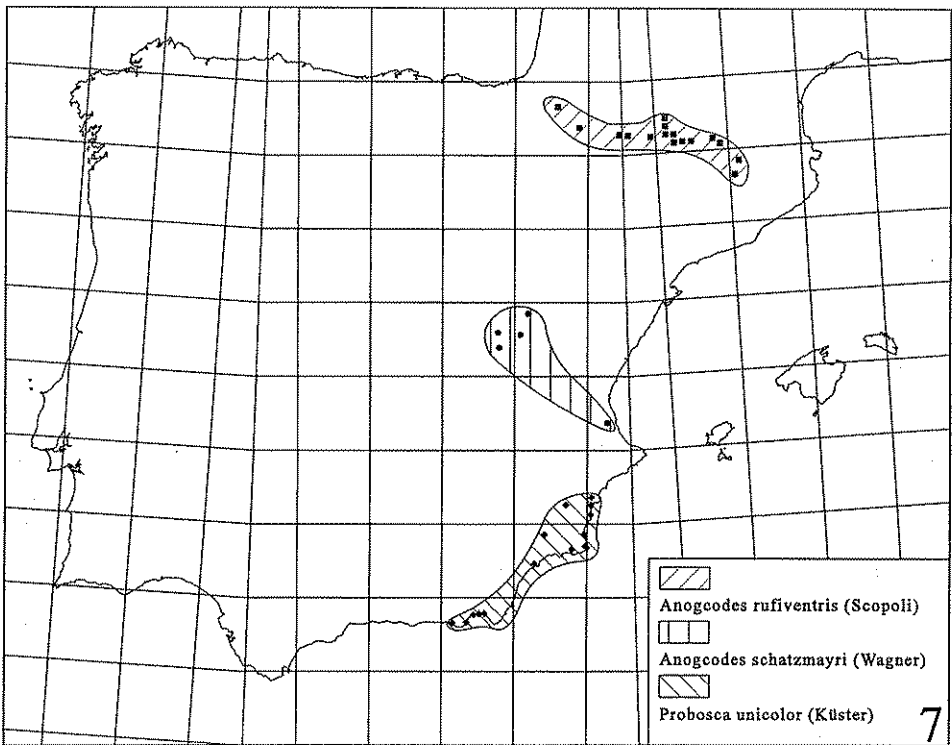 Anogcodes rufiventris (Scopoli)
Anogcodes schatzmayri (Wagner)
Probosca unicolor (Küster)
7